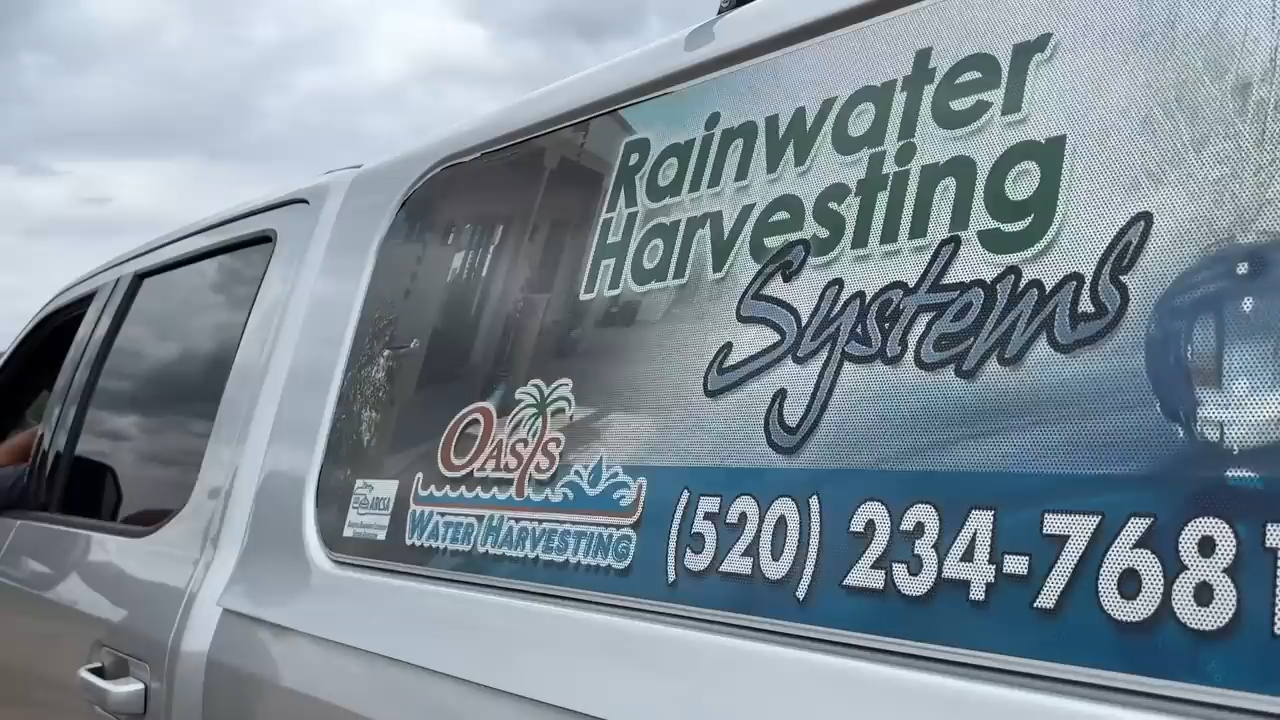 Rainwater
Harvesting
Systems
OASIS
WATER HARVESTING
ARCSA
(520) 234-768